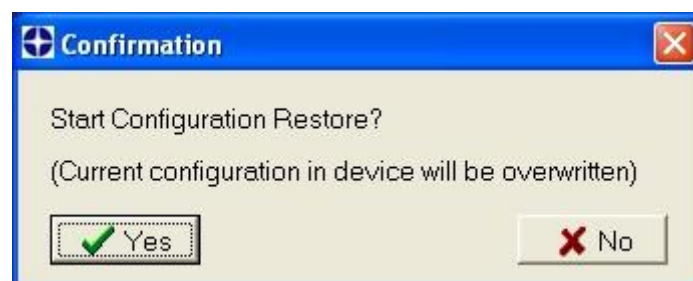 Confirmation
Start Configuration Restore?
(Current configuration in device will be overwritten)
Yes
No